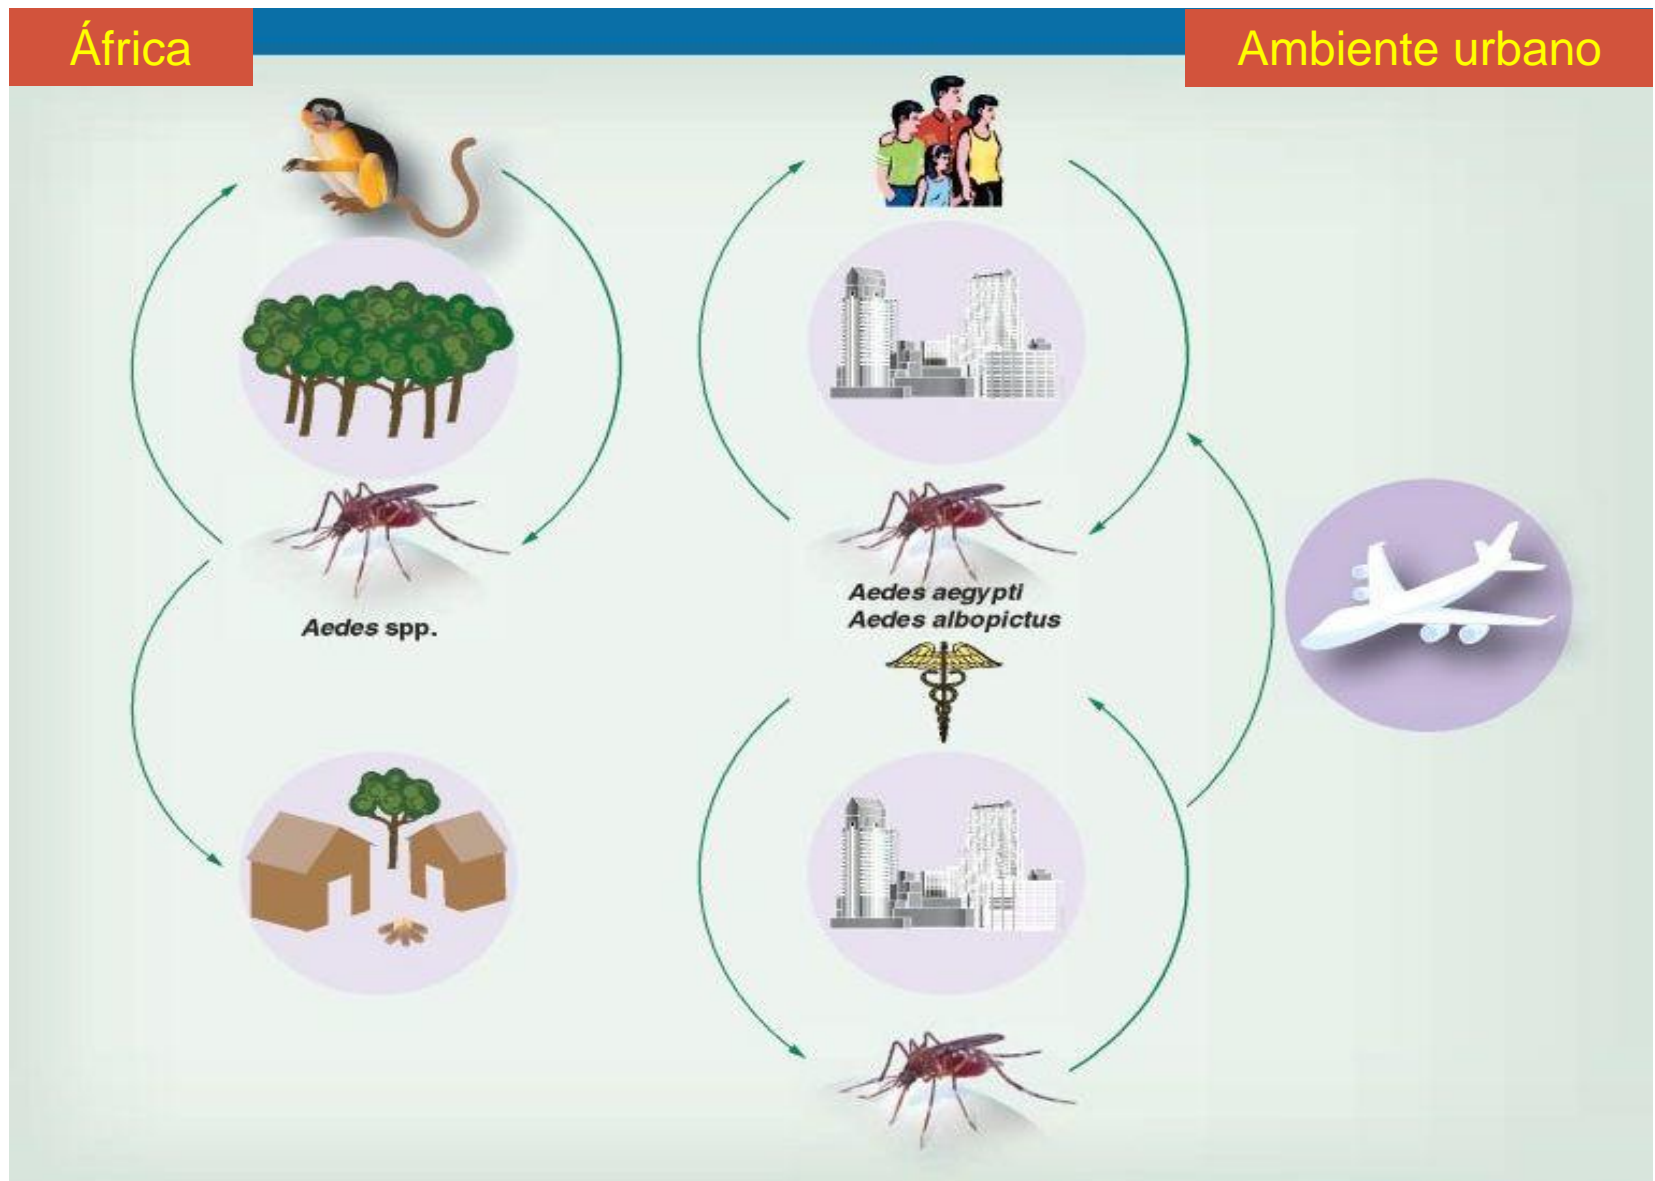 África
Ambiente urbano
Aedes spp.
Aedes aegypti
Aedes albopictus